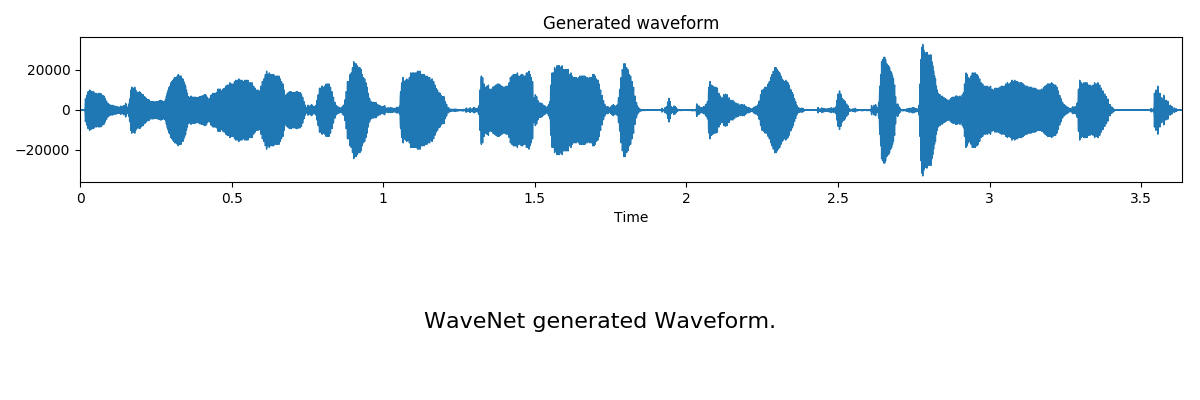 Generated waveform
20000
0
−20000
0 0.5 1 1.5 2 2.5 3 3.5
Time
WaveNet generated Waveform.